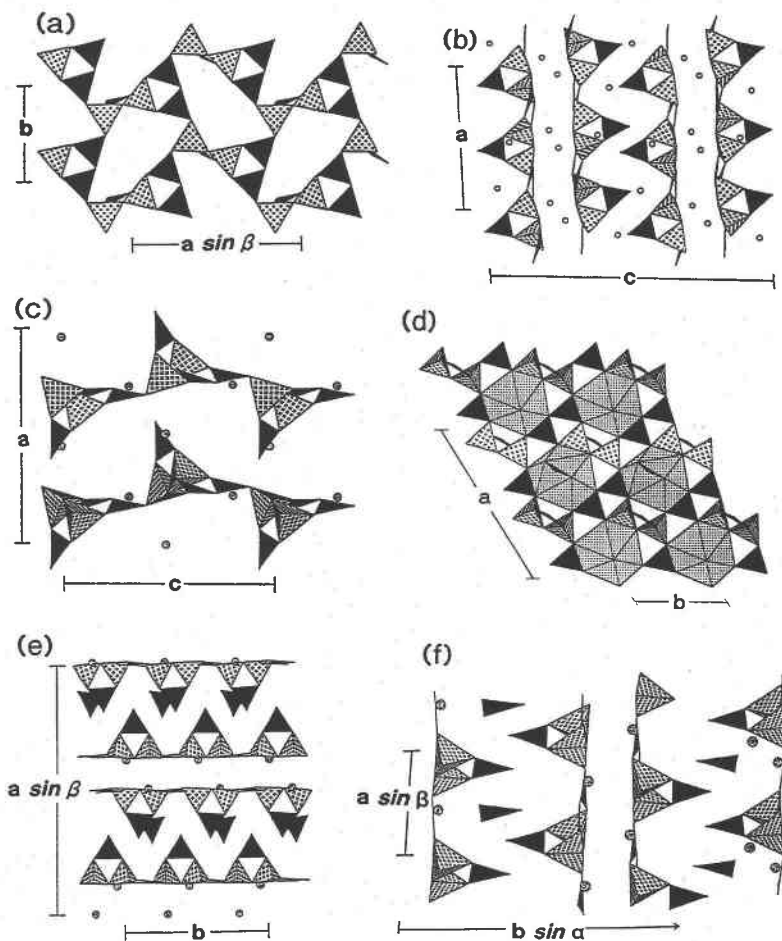 (a)
b
a sin β
(b)
a
c
(c)
a
c
(d)
a
b
(e)
a sin β
b
(f)
a sin β
b sin α